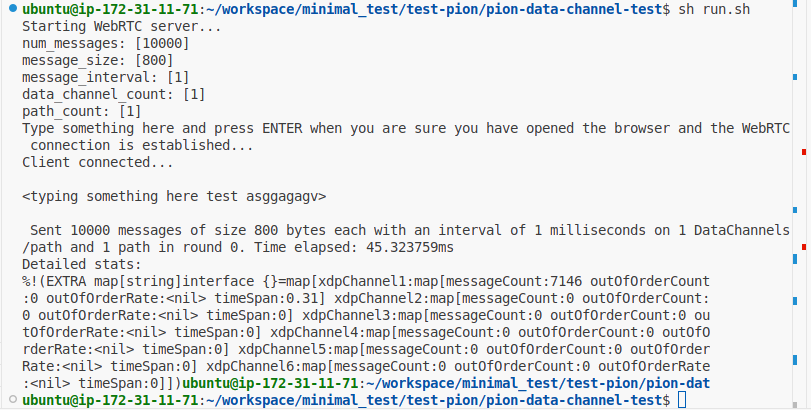 ubuntu@ip-172-31-11-71:~/workspace/minimal_test/test-pion/pion-data-channel-test$ sh run.sh
Starting WebRTC server...
num_messages: [10000]
message_size: [800]
message_interval: [1]
data_channel_count: [1]
path_count: [1]
Type something here and press ENTER when you are sure you have opened the browser and the WebRTC
 connection is established...
Client connected...

<typing something here test asggagagv>

 Sent 10000 messages of size 800 bytes each with an interval of 1 milliseconds on 1 DataChannels
/path and 1 path in round 0. Time elapsed: 45.323759ms
Detailed stats:
%!(EXTRA map[string]interface {}=map[xdpChannel1:map[messageCount:7146 outOfOrderCount
:0 outOfOrderRate:<nil> timeSpan:0.31] xdpChannel2:map[messageCount:0 outOfOrderCount:
0 outOfOrderRate:<nil> timeSpan:0] xdpChannel3:map[messageCount:0 outOfOrderCount:0 ou
tOfOrderRate:<nil> timeSpan:0] xdpChannel4:map[messageCount:0 outOfOrderCount:0 outOfO
rderRate:<nil> timeSpan:0] xdpChannel5:map[messageCount:0 outOfOrderCount:0 outOfOrder
Rate:<nil> timeSpan:0] xdpChannel6:map[messageCount:0 outOfOrderCount:0 outOfOrderRate
:<nil> timeSpan:0]])ubuntu@ip-172-31-11-71:~/workspace/minimal_test/test-pion/pion-dat
ubuntu@ip-172-31-11-71:~/workspace/minimal_test/test-pion/pion-data-channel-test$